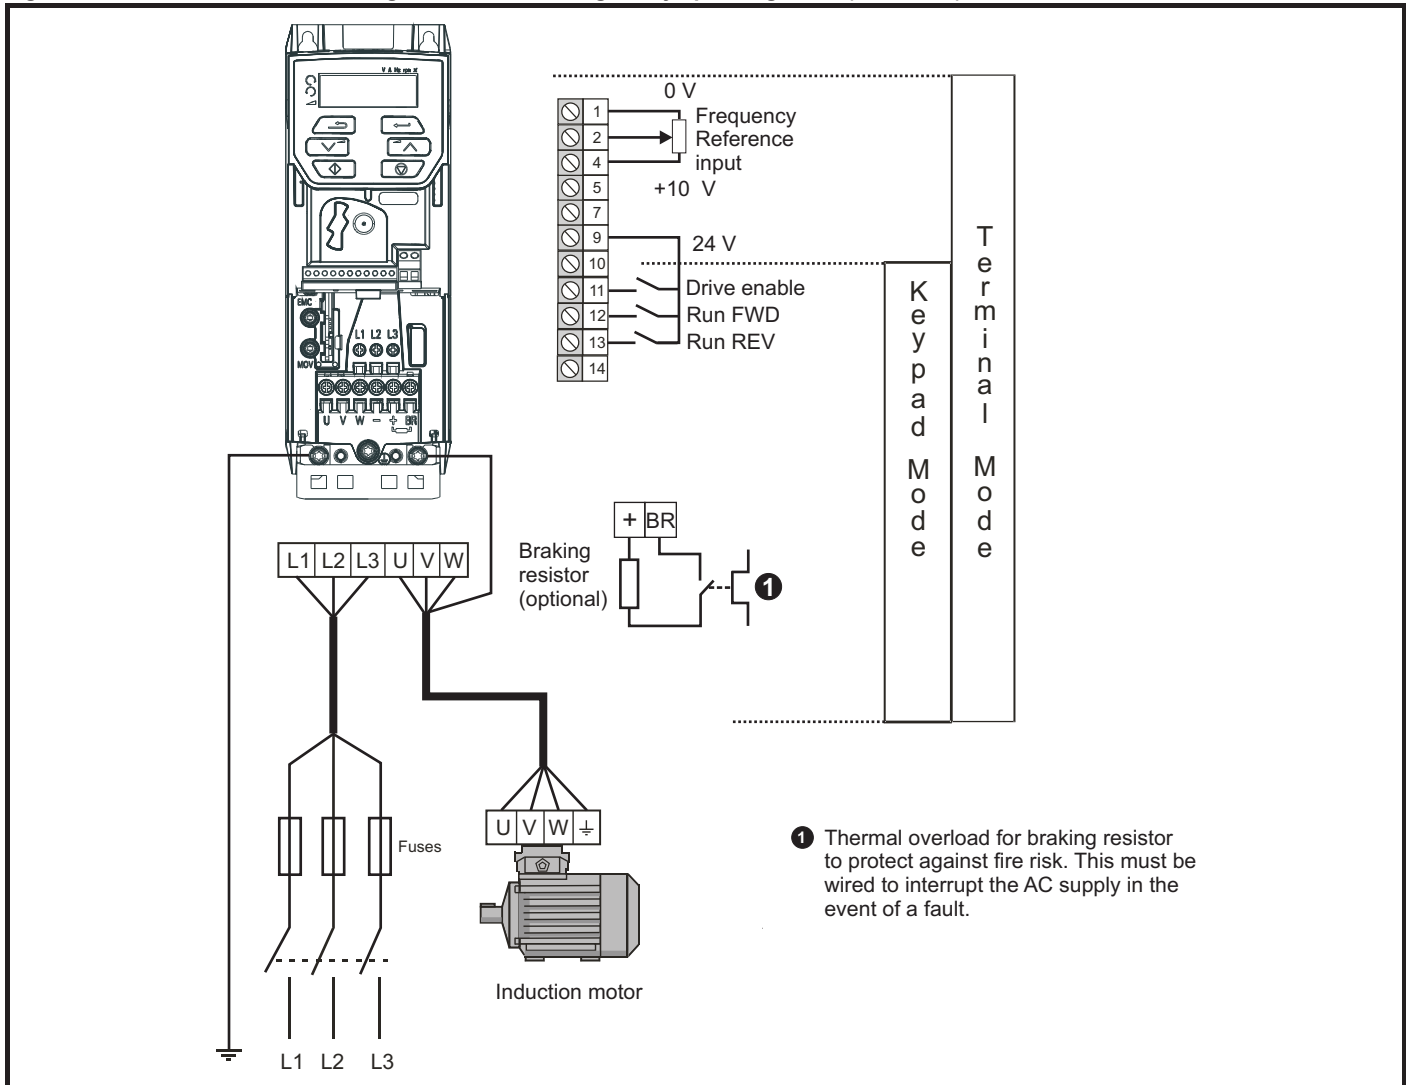 V A Hz rpm %
EMC
MOV
L1 L2 L3
U V W – + BR
0 V
1
Frequency
2
Reference
4
input
5
+10 V
7
9
24 V
10
11
Drive enable
12
Run FWD
13
Run REV
14
Keypad Mode
Terminal Mode
L1 L2 L3 U V W
+ BR
Braking
resistor
(optional)
1
Fuses
U V W
Induction motor
L1 L2 L3
1 Thermal overload for braking resistor
to protect against fire risk. This must be
wired to interrupt the AC supply in the
event of a fault.